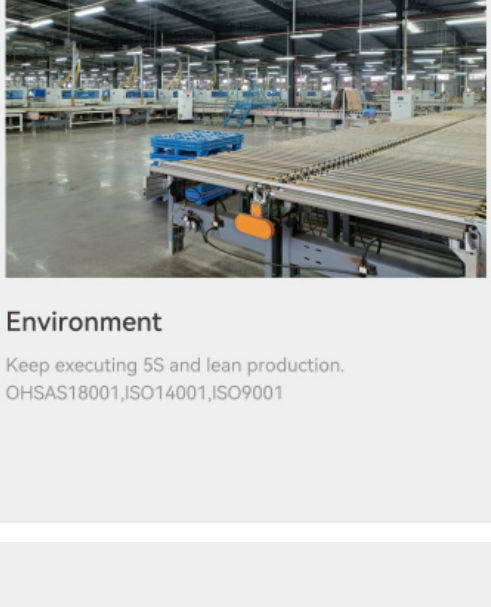 Environment
Keep executing 5S and lean production.
OHSAS18001,ISO14001,ISO9001